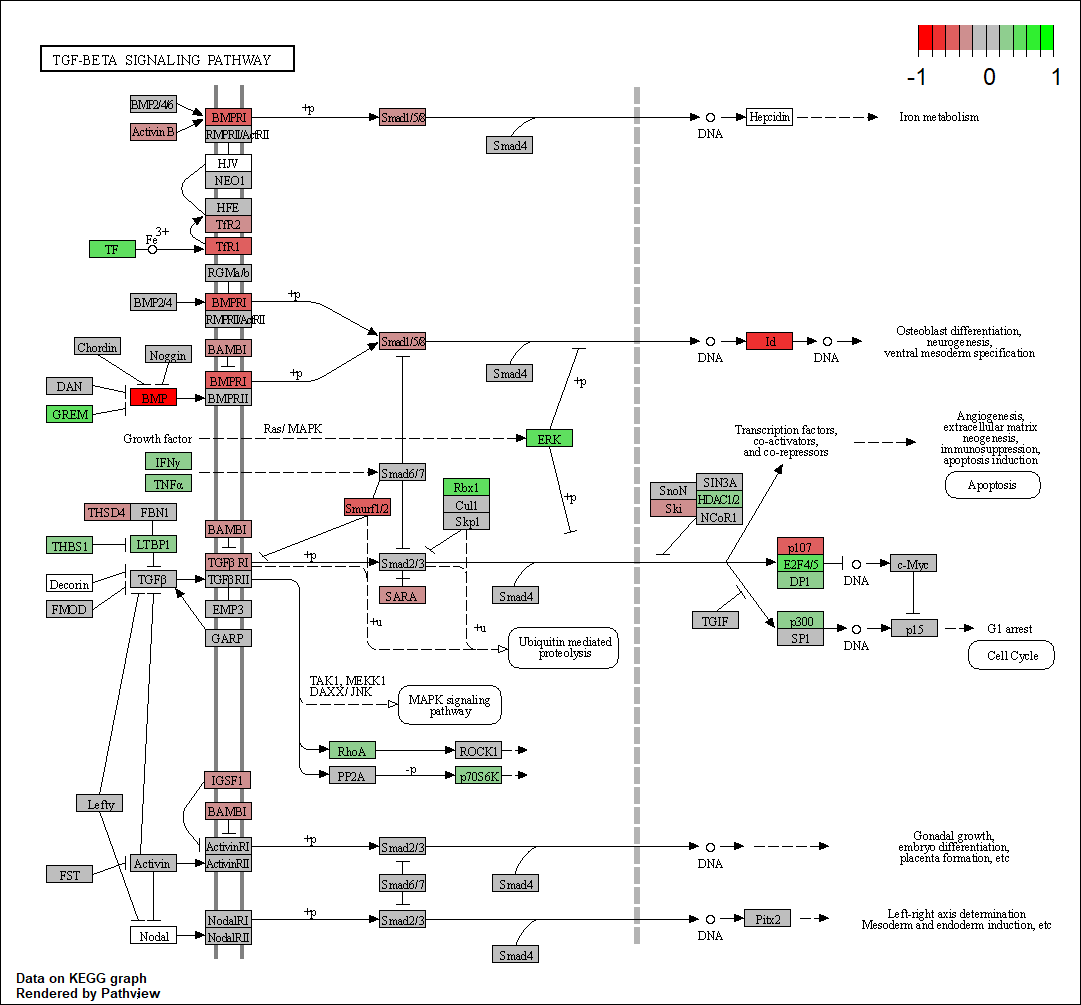 TGF-BETA SIGNALING PATHWAY
-1 0 1
BMP2/4/6
Activin B
BMPRI
RMPRII/ActRII
+p
Smad1/5/8
Smad4
DNA
Hepcidin
Iron metabolism
HJV
NEO1
HFE
TfR2
TF
Fe3+
TfR1
RGMa/b
BMP2/4
BMPRI
RMPRII/ActRII
+p
Smad1/5/8
Smad4
DNA
Id
DNA
Osteoblast differentiation,
neurogenesis,
ventral mesoderm specification
Chordin
Noggin
BAMBI
DAN
GREM
BMP
BMPRI
BMPRII
+p
+p
Growth factor
Ras/ MAPK
ERK
+p
IFNγ
TNFα
Smad6/7
Transcription factors,
co-activators,
and co-repressors
Angiogenesis,
extracellular matrix
neogenesis,
immunosuppression,
apoptosis induction
Apoptosis
Rbx1
Cul1
Skp1
Smurf1/2
SnoN
Ski
SIN3A
HDAC1/2
NCoR1
THSD4
FBN1
THBS1
LTBP1
BAMBI
Decorin
FMOD
TGFβ
TGFβ RI
TGFβRII
+p
Smad2/3
SARA
Smad4
EMP3
GARP
p107
E2F4/5
DP1
DNA
c-Myc
TGIF
p300
SP1
DNA
p15
G1 arrest
Cell Cycle
+u
+u
Ubiquitin mediated
proteolysis
TAK1, MEKK1
DAXX/ JNK
MAPK signaling
pathway
RhoA
ROCK1
PP2A
-p
p70S6K
IGSF1
BAMBI
Lefty
ActivinRI
ActivinRII
+p
Smad2/3
Smad4
DNA
Gonadal growth,
embryo differentiation,
placenta formation, etc
FST
Activin
Smad6/7
Nodal
NodalRI
NodalRII
+p
Smad2/3
Smad4
DNA
Pitx2
Left-right axis determination
Mesoderm and endoderm induction, etc
Data on KEGG graph
Rendered by Pathview